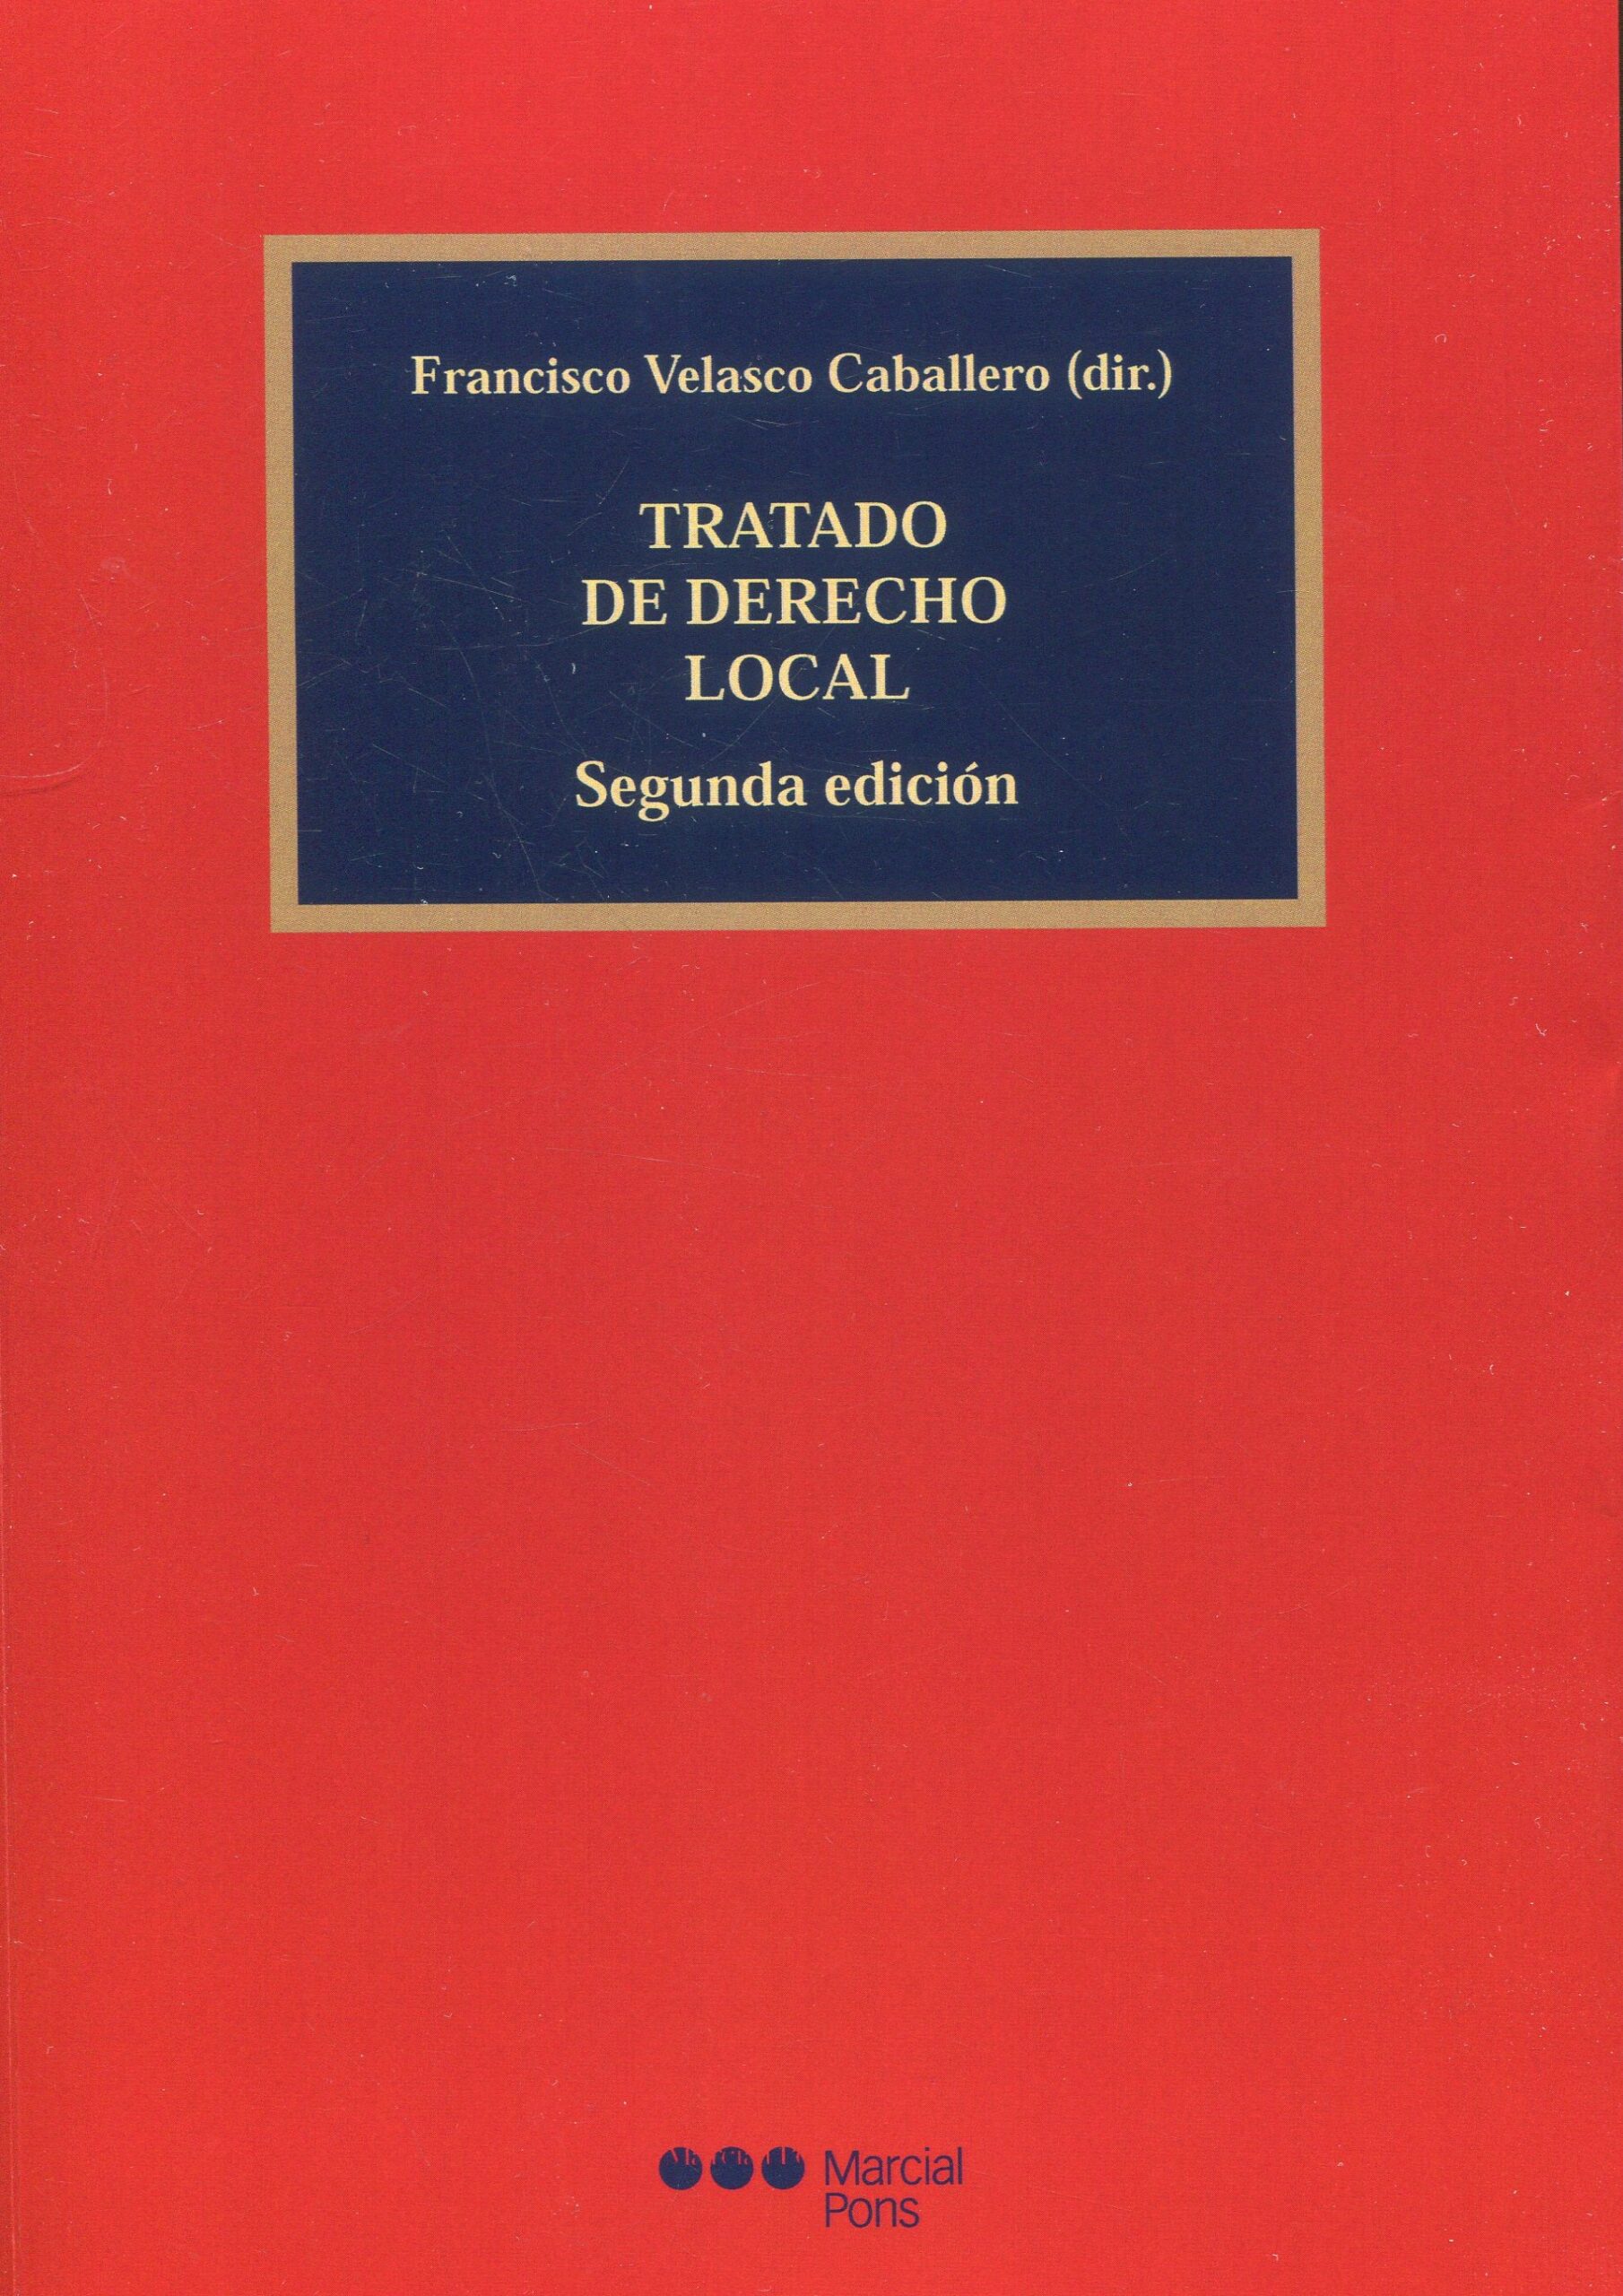 Francisco Velasco Caballero (dir.)
TRATADO
DE DERECHO
LOCAL
Segunda edición
Marcial
Pons